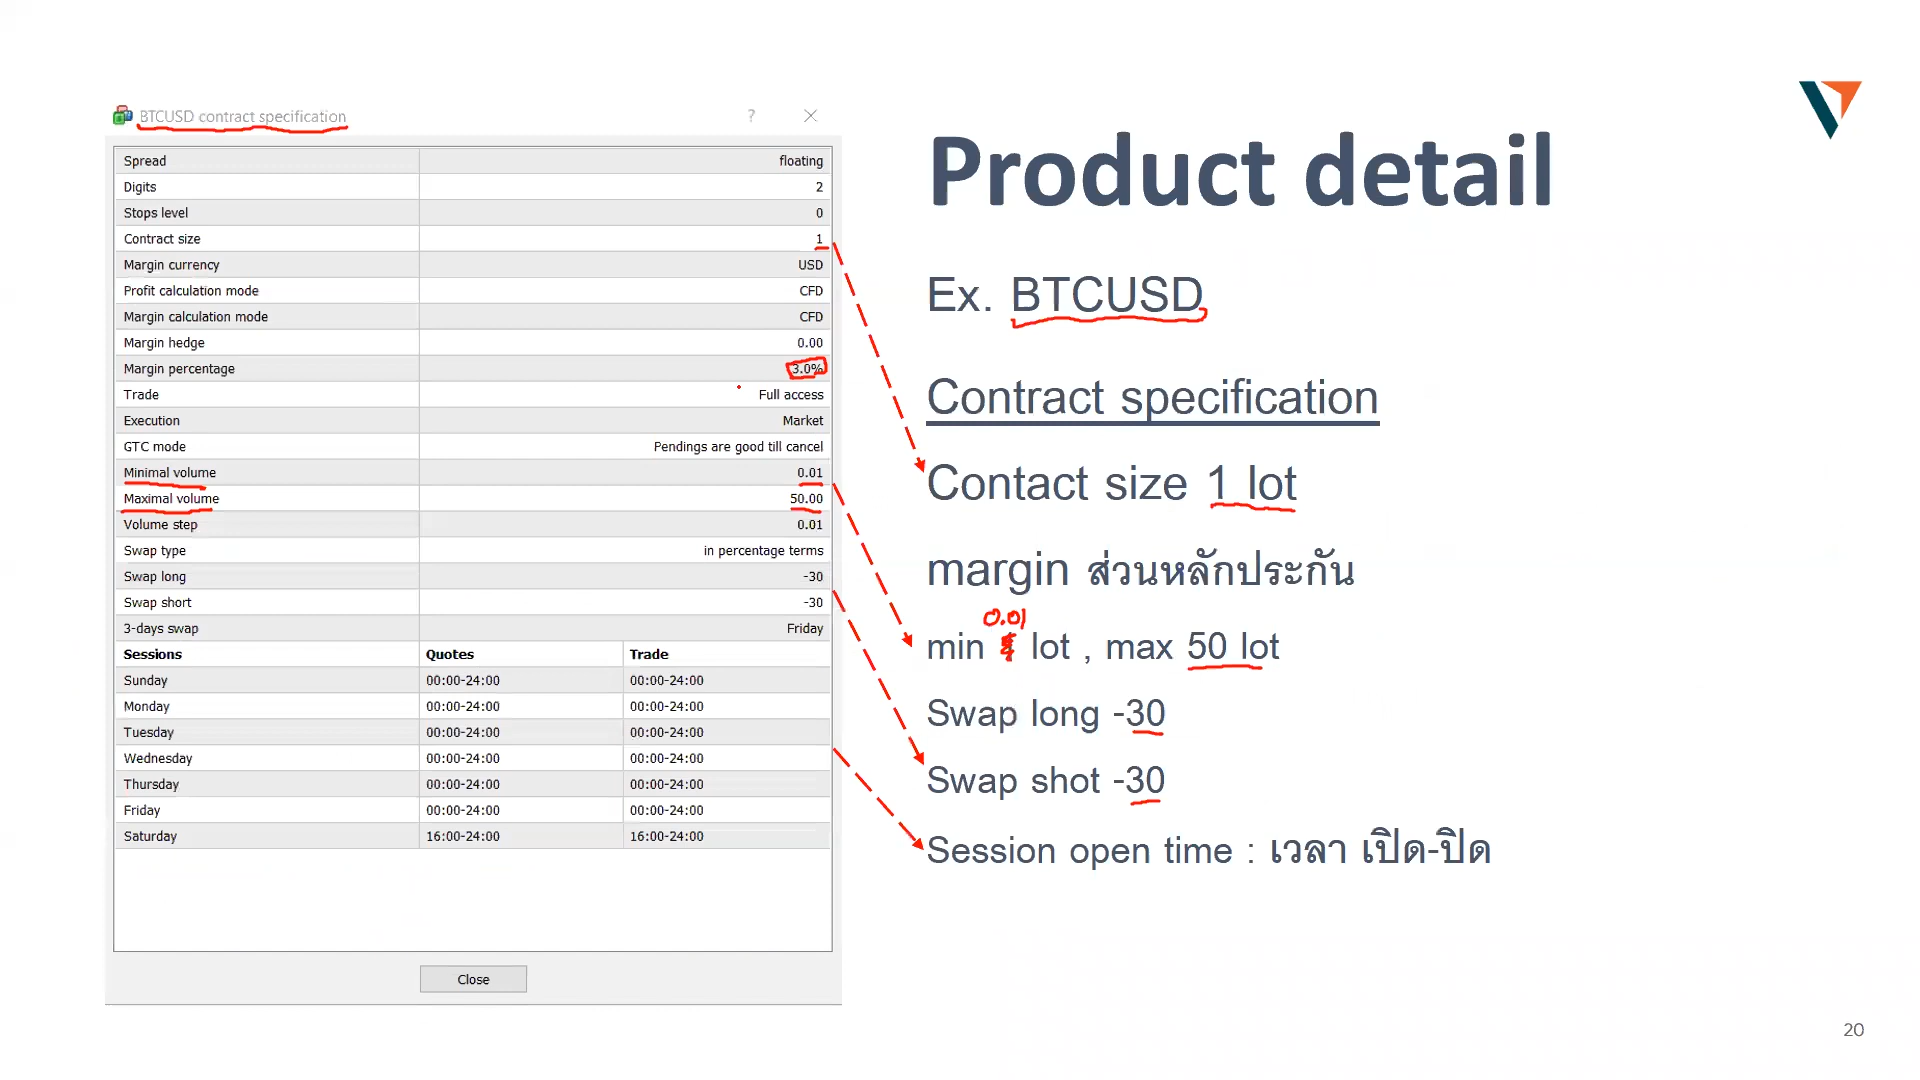 BTCUSD contract specification ? ×
Spread floating
Digits 2
Stops level 0
Contract size 1
Margin currency USD
Profit calculation mode CFD
Margin calculation mode CFD
Margin hedge 0.00
Margin percentage 3.0%
Trade Full access
Execution Market
GTC mode Pendings are good till cancel
Minimal volume 0.01
Maximal volume 50.00
Volume step 0.01
Swap type in percentage terms
Swap long -30
Swap short -30
3-days swap Friday
Sessions Quotes Trade
Sunday 00:00-24:00 00:00-24:00
Monday 00:00-24:00 00:00-24:00
Tuesday 00:00-24:00 00:00-24:00
Wednesday 00:00-24:00 00:00-24:00
Thursday 00:00-24:00 00:00-24:00
Friday 00:00-24:00 00:00-24:00
Saturday 16:00-24:00 16:00-24:00
Close
Product detail
Ex. BTCUSD
Contract specification
Contact size 1 lot
margin ส่วนหลักประกัน
0.01
min lot , max 50 lot
Swap long -30
Swap shot -30
Session open time : เวลา เปิด-ปิด
20